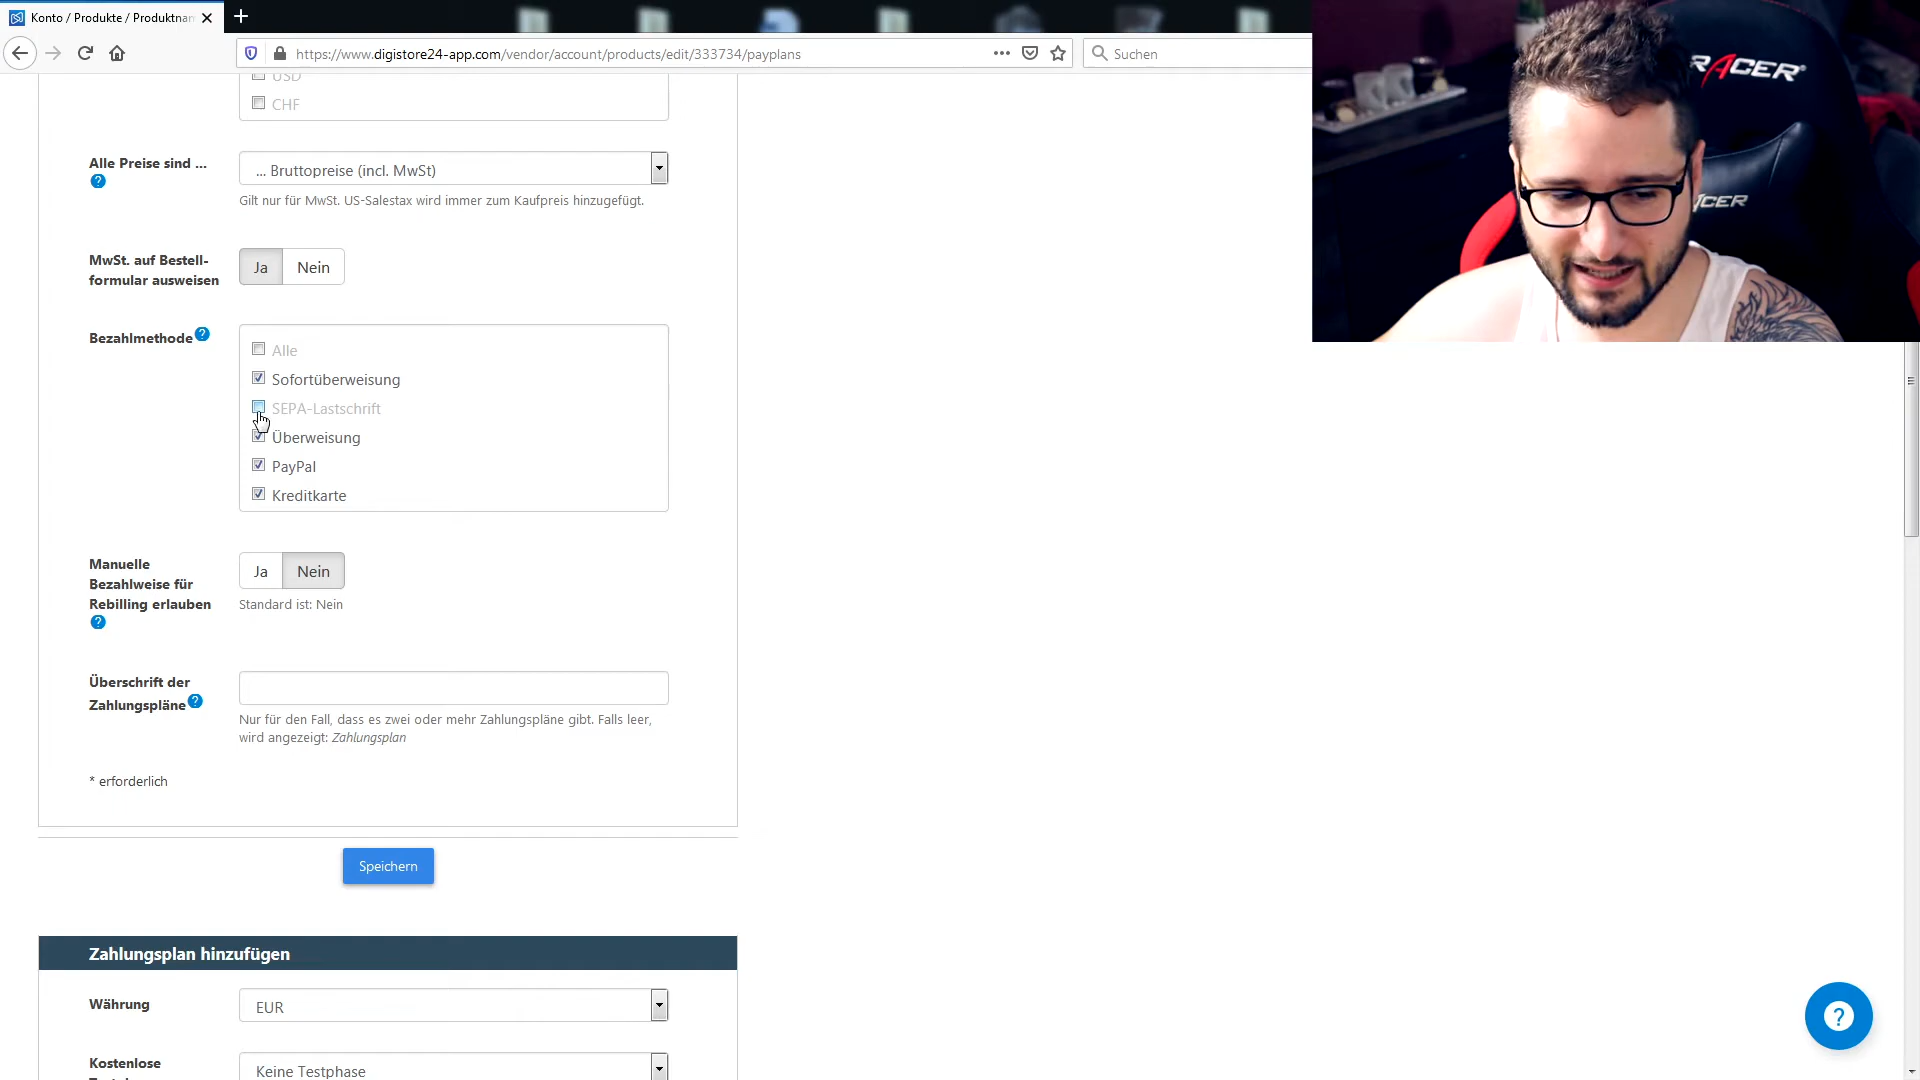 Konto / Produkte / Produktnan
https://www.digistore24-app.com/vendor/account/products/edit/333734/payplans
Suchen
USD
CHF
Alle Preise sind ...
... Bruttopreise (incl. MwSt)
Gilt nur für MwSt. US-Salestax wird immer zum Kaufpreis hinzugefügt.
MwSt. auf Bestell-
formular ausweisen
Ja Nein
Bezahlmethode
Alle
Sofortüberweisung
SEPA-Lastschrift
Überweisung
PayPal
Kreditkarte
Manuelle
Bezahlweise für
Rebilling erlauben
Ja Nein
Standard ist: Nein
Überschrift der
Zahlungspläne
Nur für den Fall, dass es zwei oder mehr Zahlungspläne gibt. Falls leer,
wird angezeigt: Zahlungsplan
* erforderlich
Speichern
Zahlungsplan hinzufügen
Währung
EUR
Kostenlose
Keine Testphase
RACER
RACER